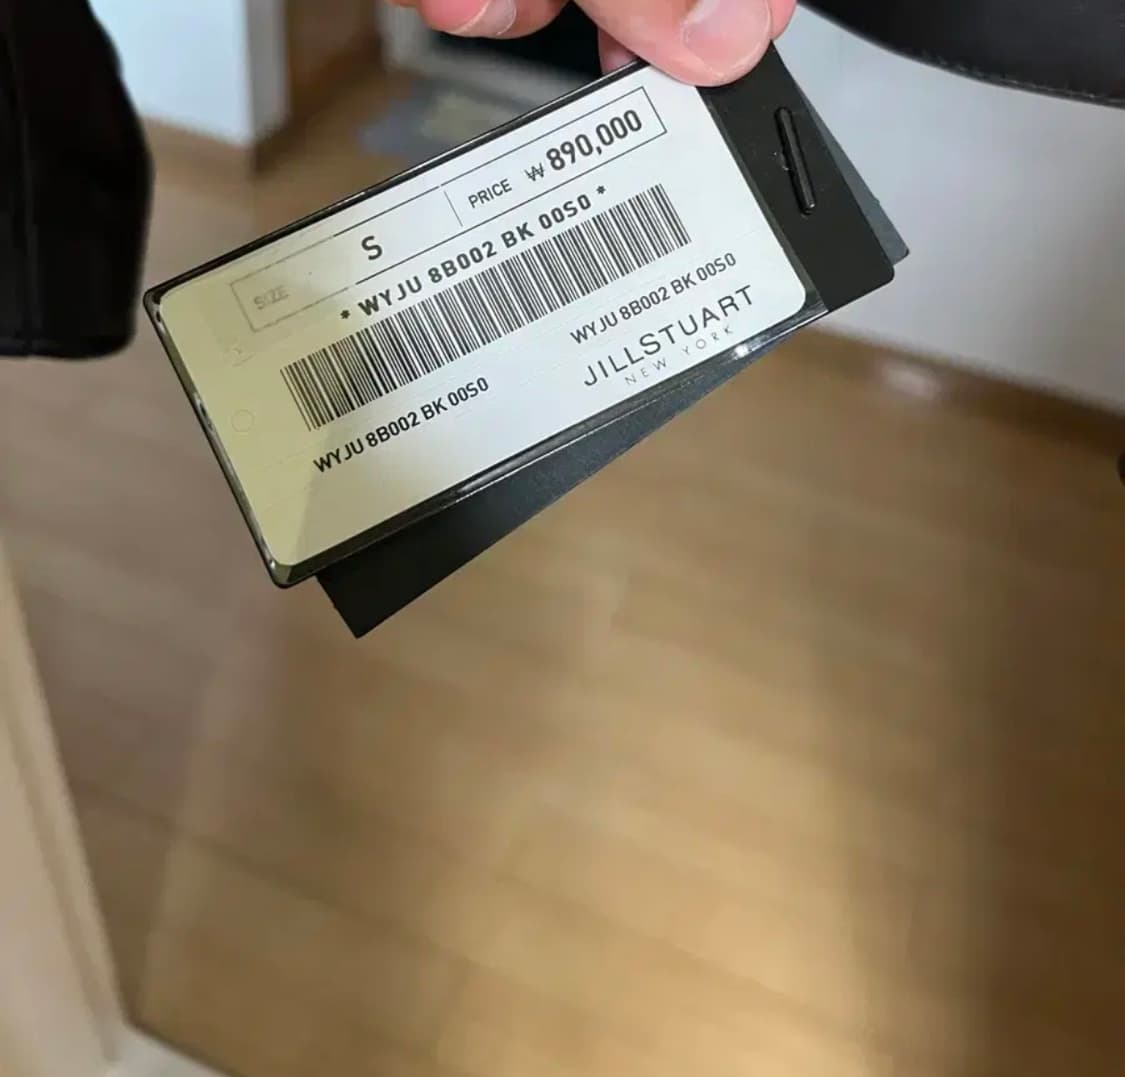 SIZE S PRICE ₩ 890,000
* WYJU 8B002 BK 00S0 *
WYJU 8B002 BK 00S0
WYJU 8B002 BK 00S0
JILLSTUART
NEW YORK